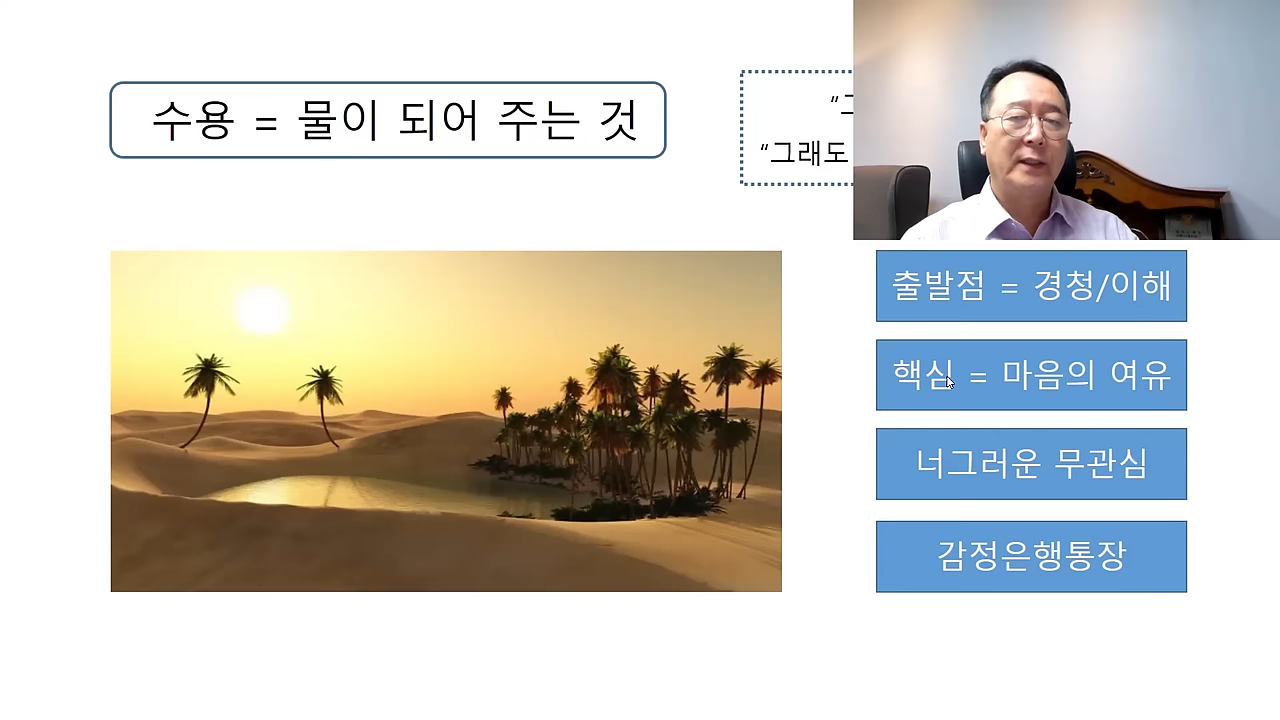 수용 = 물이 되어 주는 것
“그래도
출발점 = 경청/이해
핵심 = 마음의 여유
너그러운 무관심
감정은행통장